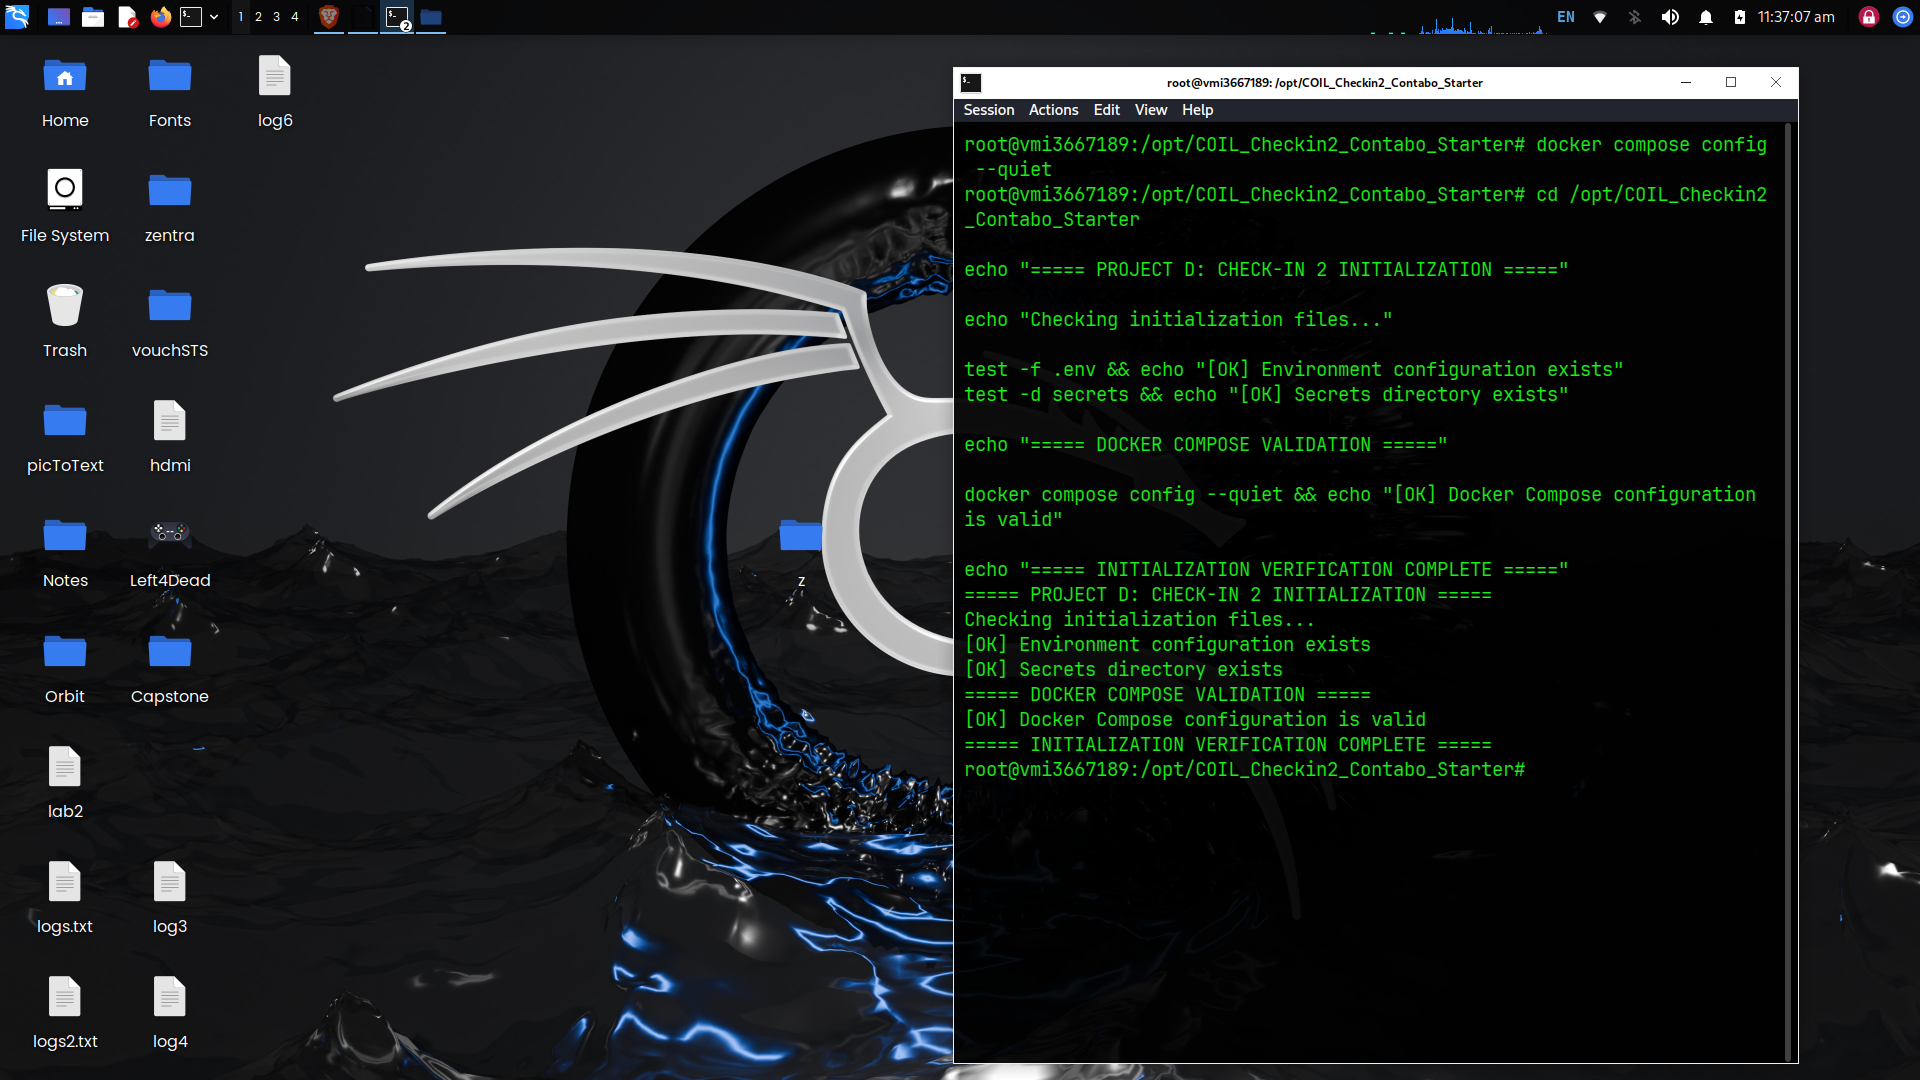 1 2 3 4
2
EN
11:37:07 am
Home
Fonts
log6
File System
zentra
Trash
vouchSTS
picToText
hdmi
Notes
Left4Dead
Orbit
Capstone
lab2
logs.txt
log3
logs2.txt
log4
z
root@vmi3667189: /opt/COIL_Checkin2_Contabo_Starter
Session Actions Edit View Help
root@vmi3667189:/opt/COIL_Checkin2_Contabo_Starter# docker compose config
--quiet
root@vmi3667189:/opt/COIL_Checkin2_Contabo_Starter# cd /opt/COIL_Checkin2
_Contabo_Starter
echo "===== PROJECT D: CHECK-IN 2 INITIALIZATION ====="
echo "Checking initialization files..."
test -f .env && echo "[OK] Environment configuration exists"
test -d secrets && echo "[OK] Secrets directory exists"
echo "===== DOCKER COMPOSE VALIDATION ====="
docker compose config --quiet && echo "[OK] Docker Compose configuration
is valid"
echo "===== INITIALIZATION VERIFICATION COMPLETE ====="
===== PROJECT D: CHECK-IN 2 INITIALIZATION =====
Checking initialization files...
[OK] Environment configuration exists
[OK] Secrets directory exists
===== DOCKER COMPOSE VALIDATION =====
[OK] Docker Compose configuration is valid
===== INITIALIZATION VERIFICATION COMPLETE =====
root@vmi3667189:/opt/COIL_Checkin2_Contabo_Starter#